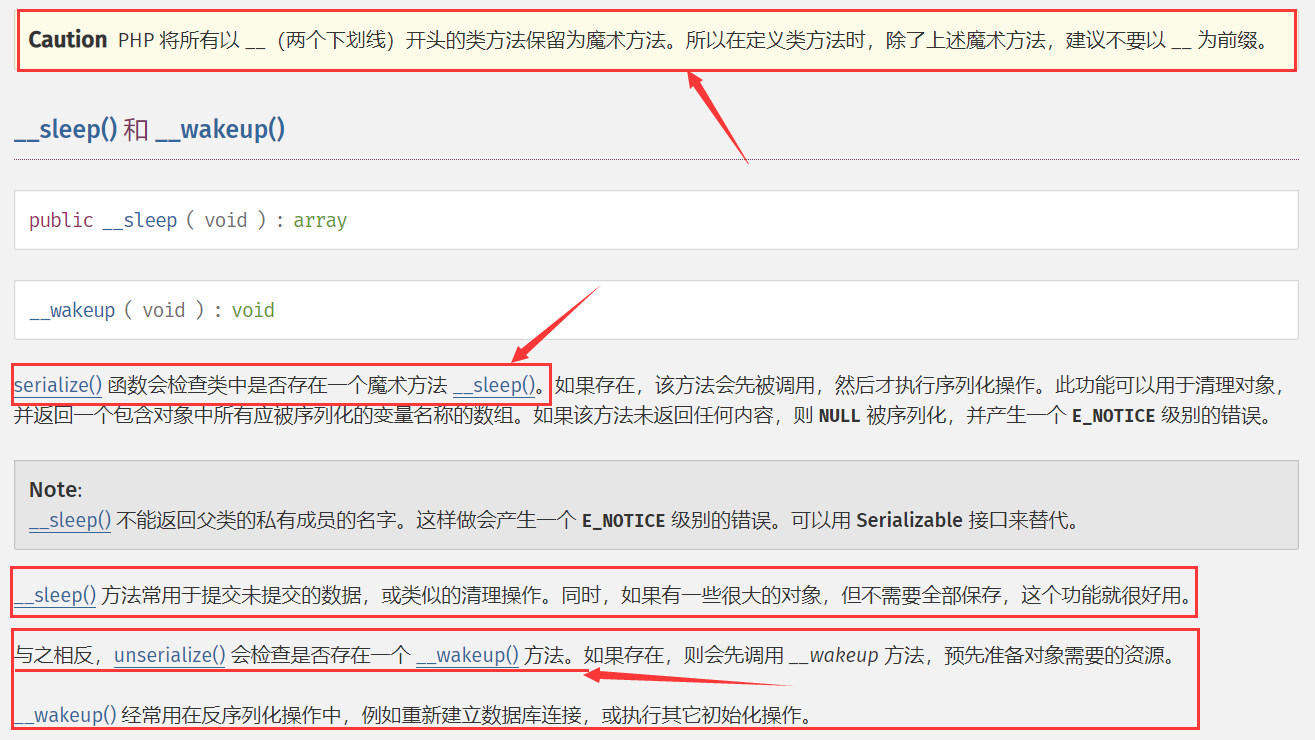 Caution PHP 将所有以 __（两个下划线）开头的类方法保留为魔术方法。所以在定义类方法时，除了上述魔术方法，建议不要以 __ 为前缀。
__sleep() 和 __wakeup()
public __sleep ( void ) : array
__wakeup ( void ) : void
serialize() 函数会检查类中是否存在一个魔术方法 __sleep()。如果存在，该方法会先被调用，然后才执行序列化操作。此功能可以用于清理对象，
并返回一个包含对象中所有应被序列化的变量名称的数组。如果该方法未返回任何内容，则 NULL 被序列化，并产生一个 E_NOTICE 级别的错误。
Note:
__sleep() 不能返回父类的私有成员的名字。这样做会产生一个 E_NOTICE 级别的错误。可以用 Serializable 接口来替代。
__sleep() 方法常用于提交未提交的数据，或类似的清理操作。同时，如果有一些很大的对象，但不需要全部保存，这个功能就很好用。
与之相反，unserialize() 会检查是否存在一个 __wakeup() 方法。如果存在，则会先调用 __wakeup 方法，预先准备对象需要的资源。
__wakeup() 经常用在反序列化操作中，例如重新建立数据库连接，或执行其它初始化操作。